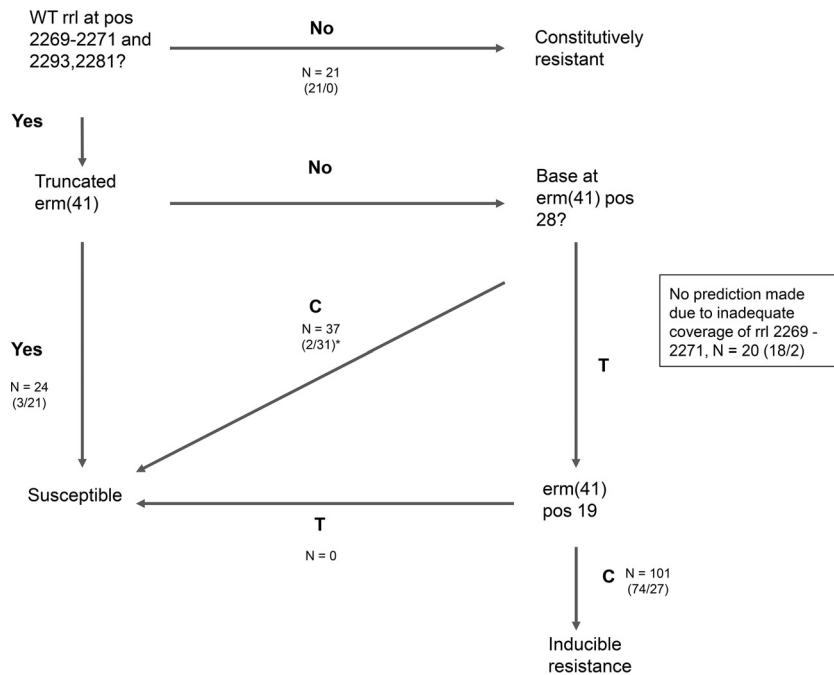 WT rrl at pos
2269-2271 and
2293,2281?
No
N = 21
(21/0)
Constitutively
resistant
Yes
Truncated
erm(41)
No
Base at
erm(41) pos
28?
C
N = 37
(2/31)*
No prediction made
due to inadequate
coverage of rrl 2269 -
2271, N = 20 (18/2)
Yes
N = 24
(3/21)
T
Susceptible
erm(41)
pos 19
T
N = 0
C N = 101
(74/27)
Inducible
resistance